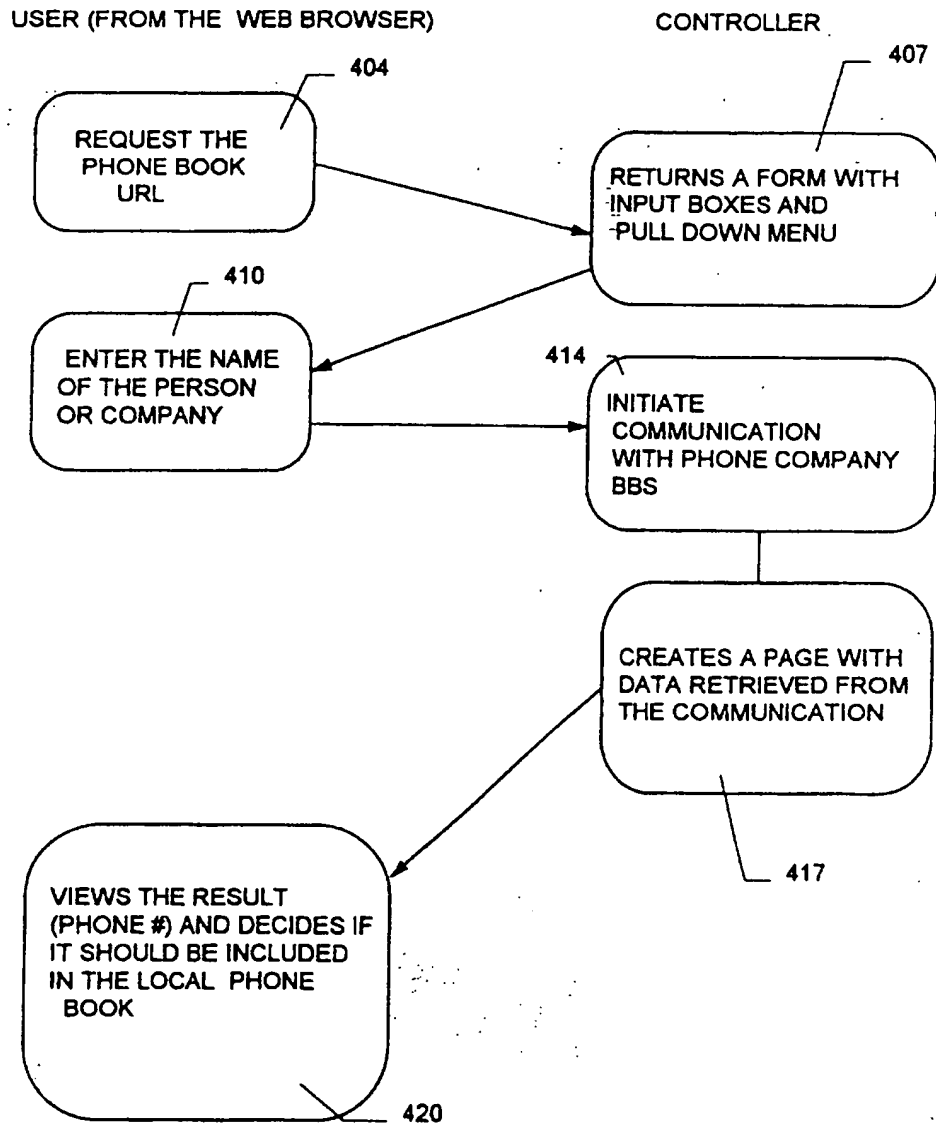 USER (FROM THE WEB BROWSER)
CONTROLLER
404
407
REQUEST THE
PHONE BOOK
URL
RETURNS A FORM WITH
INPUT BOXES AND
PULL DOWN MENU
410
ENTER THE NAME
OF THE PERSON
OR COMPANY
414
INITIATE
COMMUNICATION
WITH PHONE COMPANY
BBS
CREATES A PAGE WITH
DATA RETRIEVED FROM
THE COMMUNICATION
417
VIEWS THE RESULT
(PHONE #) AND DECIDES IF
IT SHOULD BE INCLUDED
IN THE LOCAL PHONE
BOOK
420